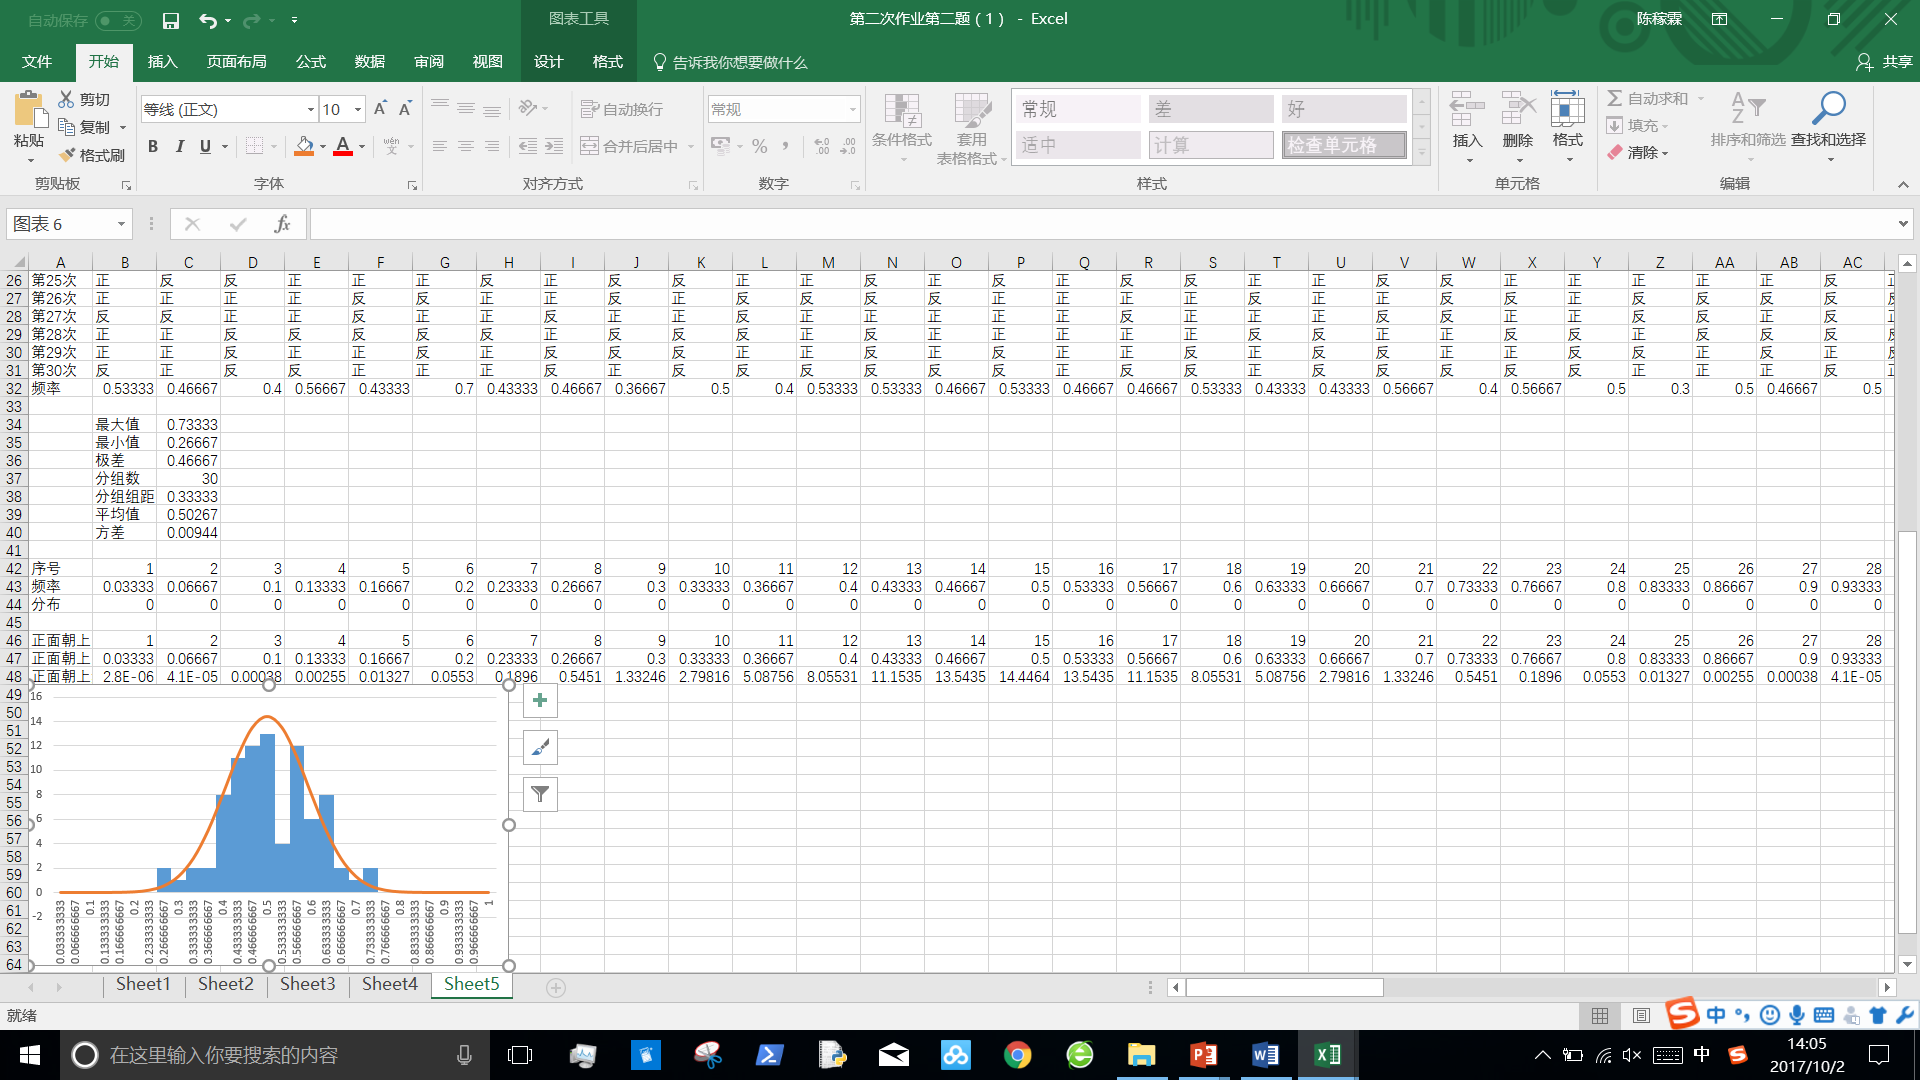 自动保存 关 图表工具 第二次作业第二题（1） - Excel 陈稼霖
文件 开始 插入 页面布局 公式 数据 审阅 视图 设计 格式 告诉我你想要做什么 共享
剪切 等线 (正文) 10 自动换行 常规 条件格式 套用 常规 差 好 插入 删除 格式 自动求和 排序和筛选 查找和选择
粘贴 复制 B I U A 合并后居中 % 表格格式 适中 计算 检查单元格 填充
格式刷 清除
剪贴板 字体 对齐方式 数字 样式 单元格 编辑
图表 6 fx
A B C D E F G H I J K L M N O P Q R S T U V W X Y Z AA AB AC
26 第25次 正 反 反 正 正 正 反 正 反 反 正 正 反 正 反 正 反 反 正 正 反 反 正 正 正 正 正 反
27 第26次 正 正 正 正 反 反 正 正 正 正 正 正 反 正 反 正 反 正 正 反 正 反 正 正 反 正 反 反
28 第27次 反 反 正 正 反 正 正 反 正 正 反 正 反 正 正 正 反 正 反 正 反 正 正 正 反 正 反 正
29 第28次 正 正 反 反 反 反 正 正 反 反 正 正 反 正 正 正 正 正 反 反 正 正 反 反 正 反 正 正
30 第29次 正 正 反 正 正 反 正 反 反 反 正 正 反 正 反 正 反 反 正 正 反 正 正 反 反 正 正 正
31 第30次 反 正 反 反 正 正 正 反 正 反 反 反 反 反 正 反 反 反 反 正 反 反 反 反 正 正 正 反
32 频率 0.53333 0.46667 0.4 0.56667 0.43333 0.7 0.43333 0.46667 0.36667 0.5 0.4 0.53333 0.53333 0.46667 0.53333 0.46667 0.46667 0.53333 0.43333 0.43333 0.56667 0.4 0.56667 0.5 0.3 0.5 0.46667 0.5
33
34 最大值 0.73333
35 最小值 0.26667
36 极差 0.46667
37 分组数 30
38 分组组距 0.33333
39 平均值 0.50267
40 方差 0.00944
41
42 序号 1 2 3 4 5 6 7 8 9 10 11 12 13 14 15 16 17 18 19 20 21 22 23 24 25 26 27 28
43 频率 0.03333 0.06667 0.1 0.13333 0.16667 0.2 0.23333 0.26667 0.3 0.33333 0.36667 0.4 0.43333 0.46667 0.5 0.53333 0.56667 0.6 0.63333 0.66667 0.7 0.73333 0.76667 0.8 0.83333 0.86667 0.9 0.93333
44 分布 0 0 0 0 0 0 0 0 0 0 0 0 0 0 0 0 0 0 0 0 0 0 0 0 0 0 0 0
45
46 正面朝上 1 2 3 4 5 6 7 8 9 10 11 12 13 14 15 16 17 18 19 20 21 22 23 24 25 26 27 28
47 正面朝上 0.03333 0.06667 0.1 0.13333 0.16667 0.2 0.23333 0.26667 0.3 0.33333 0.36667 0.4 0.43333 0.46667 0.5 0.53333 0.56667 0.6 0.63333 0.66667 0.7 0.73333 0.76667 0.8 0.83333 0.86667 0.9 0.93333
48 正面朝上 2.8E-06 4.1E-05 0.00038 0.00255 0.01327 0.0553 0.1896 0.5451 1.33246 2.79816 5.08756 8.05531 11.1535 13.5435 14.4464 13.5435 11.1535 8.05531 5.08756 2.79816 1.33246 0.5451 0.1896 0.0553 0.01327 0.00255 0.00038 4.1E-05
49 16
50
51 14
52 12
53
54 10
55 8
56 6
57
58 4
59 2
60 0
61
62 -2
63
64
0.033333333 0.066666667 0.1 0.133333333 0.166666667 0.2 0.233333333 0.266666667 0.3 0.333333333 0.366666667 0.4 0.433333333 0.466666667 0.5 0.533333333 0.566666667 0.6 0.633333333 0.666666667 0.7 0.733333333 0.766666667 0.8 0.833333333 0.866666667 0.9 0.933333333 0.966666667 1
Sheet1 Sheet2 Sheet3 Sheet4 Sheet5
就绪
中
在这里输入你要搜索的内容 中 14:05
2017/10/2